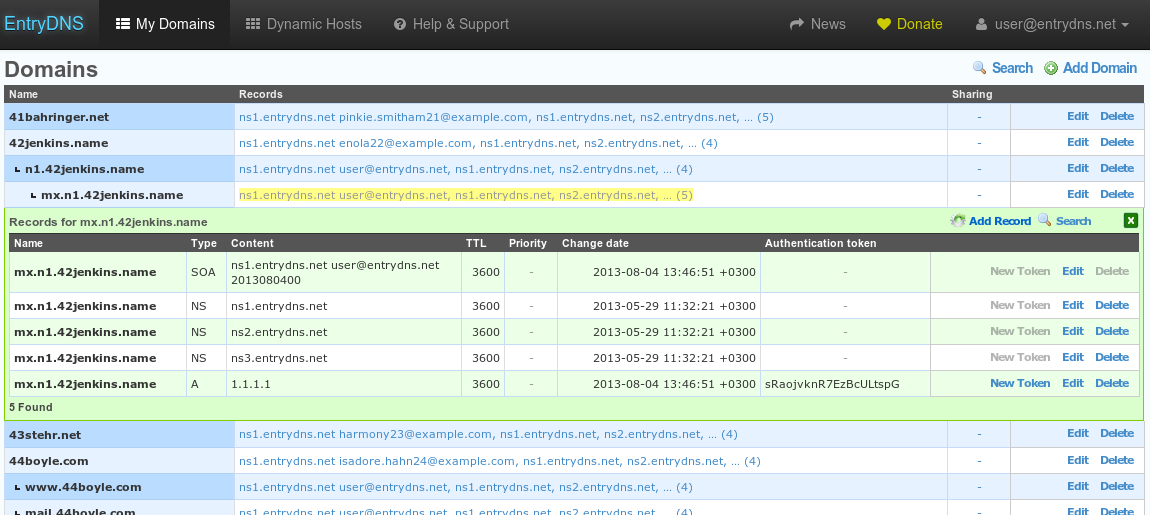 EntryDNS My Domains Dynamic Hosts Help & Support News Donate user@entrydns.net
Domains Search Add Domain
Name Records Sharing
41bahringer.net ns1.entrydns.net pinkie.smitham21@example.com, ns1.entrydns.net, ns2.entrydns.net, ... (5) - Edit Delete
42jenkins.name ns1.entrydns.net enola22@example.com, ns1.entrydns.net, ns2.entrydns.net, ... (4) - Edit Delete
n1.42jenkins.name ns1.entrydns.net user@entrydns.net, ns1.entrydns.net, ns2.entrydns.net, ... (4) - Edit Delete
mx.n1.42jenkins.name ns1.entrydns.net user@entrydns.net, ns1.entrydns.net, ns2.entrydns.net, ... (5) - Edit Delete
Records for mx.n1.42jenkins.name Add Record Search x
Name Type Content TTL Priority Change date Authentication token
mx.n1.42jenkins.name SOA ns1.entrydns.net user@entrydns.net 3600 - 2013-08-04 13:46:51 +0300 - New Token Edit Delete
2013080400
mx.n1.42jenkins.name NS ns1.entrydns.net 3600 - 2013-05-29 11:32:21 +0300 - New Token Edit Delete
mx.n1.42jenkins.name NS ns2.entrydns.net 3600 - 2013-05-29 11:32:21 +0300 - New Token Edit Delete
mx.n1.42jenkins.name NS ns3.entrydns.net 3600 - 2013-05-29 11:32:21 +0300 - New Token Edit Delete
mx.n1.42jenkins.name A 1.1.1.1 3600 - 2013-08-04 13:46:51 +0300 sRaojvknR7EzBcULtspG New Token Edit Delete
5 Found
43stehr.net ns1.entrydns.net harmony23@example.com, ns1.entrydns.net, ns2.entrydns.net, ... (4) - Edit Delete
44boyle.com ns1.entrydns.net isadore.hahn24@example.com, ns1.entrydns.net, ns2.entrydns.net, ... (4) - Edit Delete
www.44boyle.com ns1.entrydns.net user@entrydns.net, ns1.entrydns.net, ns2.entrydns.net, ... (4) - Edit Delete
mail.44boyle.com ns1.entrydns.net user@entrydns.net, ns1.entrydns.net, ns2.entrydns.net, ... (4) - Edit Delete